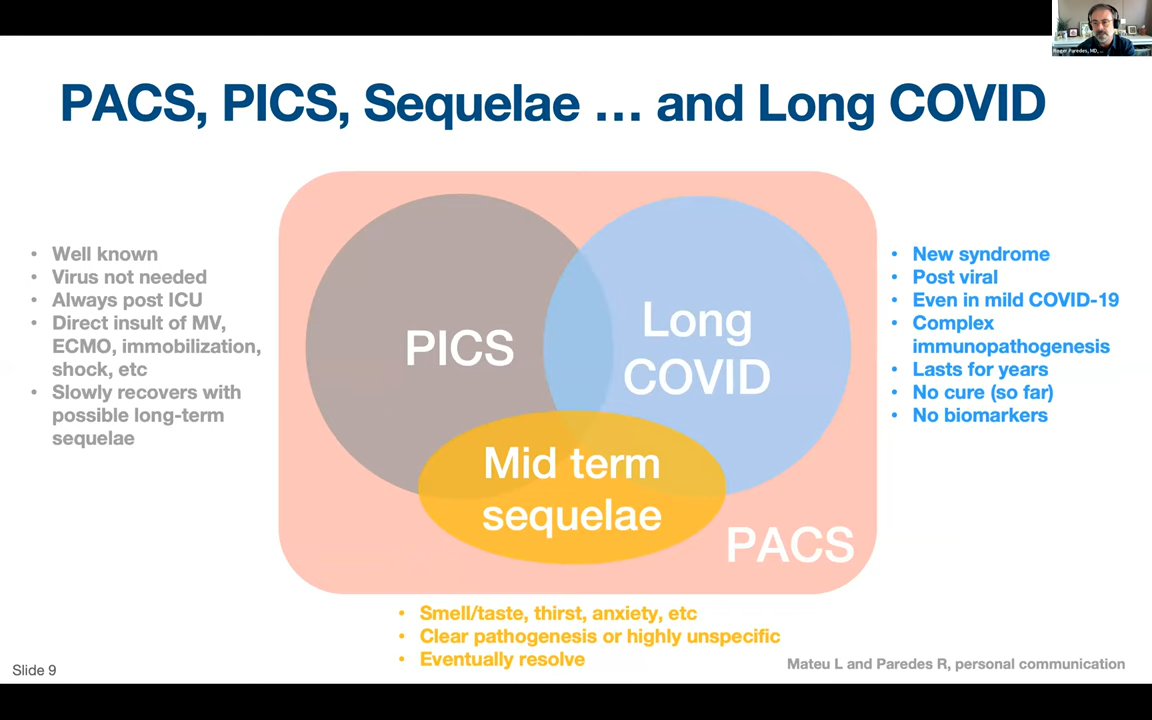 Roger Paredes, MD, ...
PACS, PICS, Sequelae … and Long COVID
• Well known
• Virus not needed
• Always post ICU
• Direct insult of MV,
ECMO, immobilization,
shock, etc
• Slowly recovers with
possible long-term
sequelae
PICS
Long
COVID
Mid term
sequelae
PACS
• New syndrome
• Post viral
• Even in mild COVID-19
• Complex
immunopathogenesis
• Lasts for years
• No cure (so far)
• No biomarkers
• Smell/taste, thirst, anxiety, etc
• Clear pathogenesis or highly unspecific
• Eventually resolve
Slide 9
Mateu L and Paredes R, personal communication